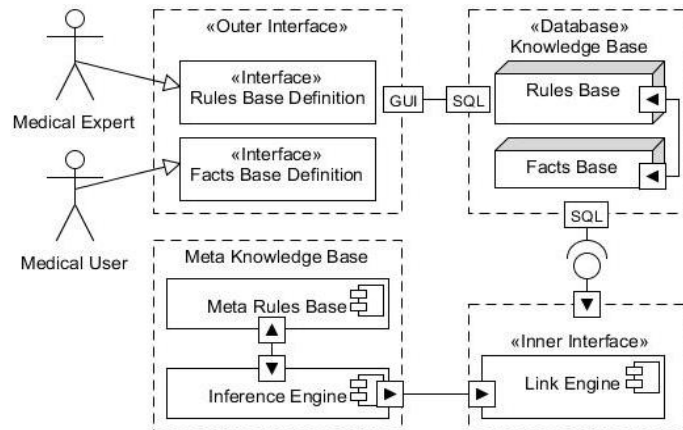 «Outer Interface»
«Interface»
Rules Base Definition
«Interface»
Facts Base Definition
Medical Expert
Medical User
GUI
SQL
«Database»
Knowledge Base
Rules Base
Facts Base
SQL
Meta Knowledge Base
Meta Rules Base
Inference Engine
«Inner Interface»
Link Engine